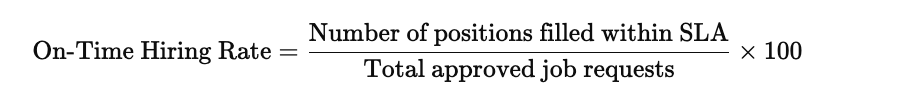 On-Time Hiring Rate = Number of positions filled within SLA / Total approved job requests × 100